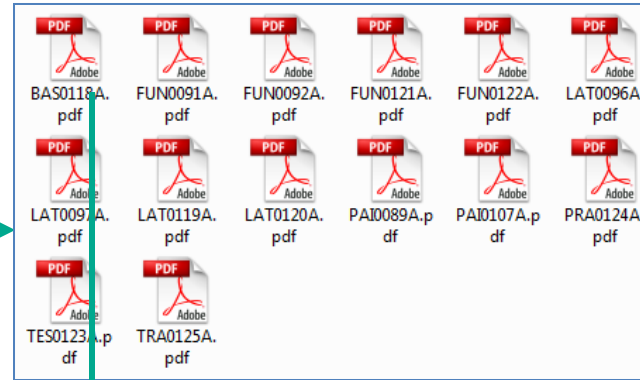 PDF PDF PDF PDF PDF PDF
Adobe Adobe Adobe Adobe Adobe Adobe
BAS0118A. FUN0091A. FUN0092A. FUN0121A. FUN0122A. LAT0096A
pdf pdf pdf pdf pdf pdf
PDF PDF PDF PDF PDF PDF
Adobe Adobe Adobe Adobe Adobe Adobe
LAT0097A. LAT0119A. LAT0120A. PAI0089A.p PAI0107A.p PRA0124A
pdf pdf pdf df df pdf
PDF PDF
Adobe Adobe
TES0123A.p TRA0125A.
df pdf